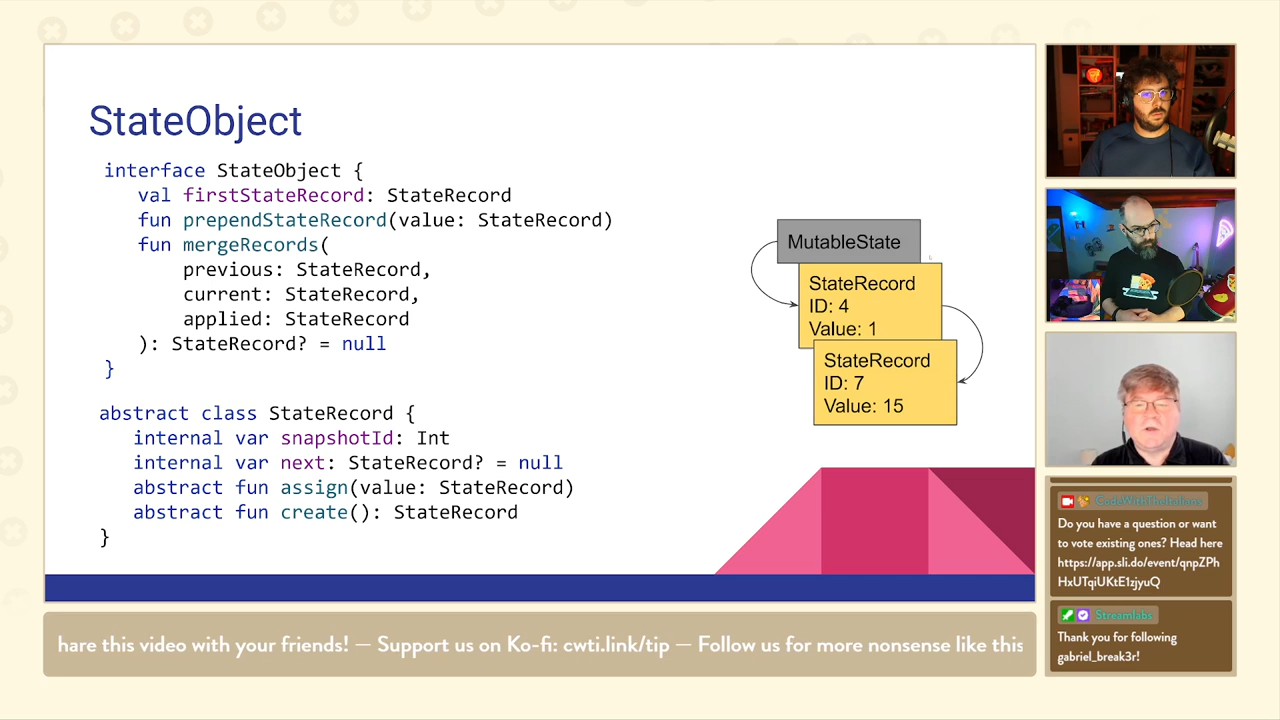 StateObject
interface StateObject {
val firstStateRecord: StateRecord
fun prependStateRecord(value: StateRecord)
fun mergeRecords(
previous: StateRecord,
current: StateRecord,
applied: StateRecord
): StateRecord? = null
}
abstract class StateRecord {
internal var snapshotId: Int
internal var next: StateRecord? = null
abstract fun assign(value: StateRecord)
abstract fun create(): StateRecord
}
MutableState
StateRecord
ID: 4
Value: 1
StateRecord
ID: 7
Value: 15
CodeWithTheItalians
Do you have a question or want
to vote existing ones? Head here
https://app.sli.do/event/qnpZPh
HxUTqiUKtE1zjyuQ
Streamlabs
Thank you for following
gabriel_break3r!
hare this video with your friends! — Support us on Ko-fi: cwti.link/tip — Follow us for more nonsense like this